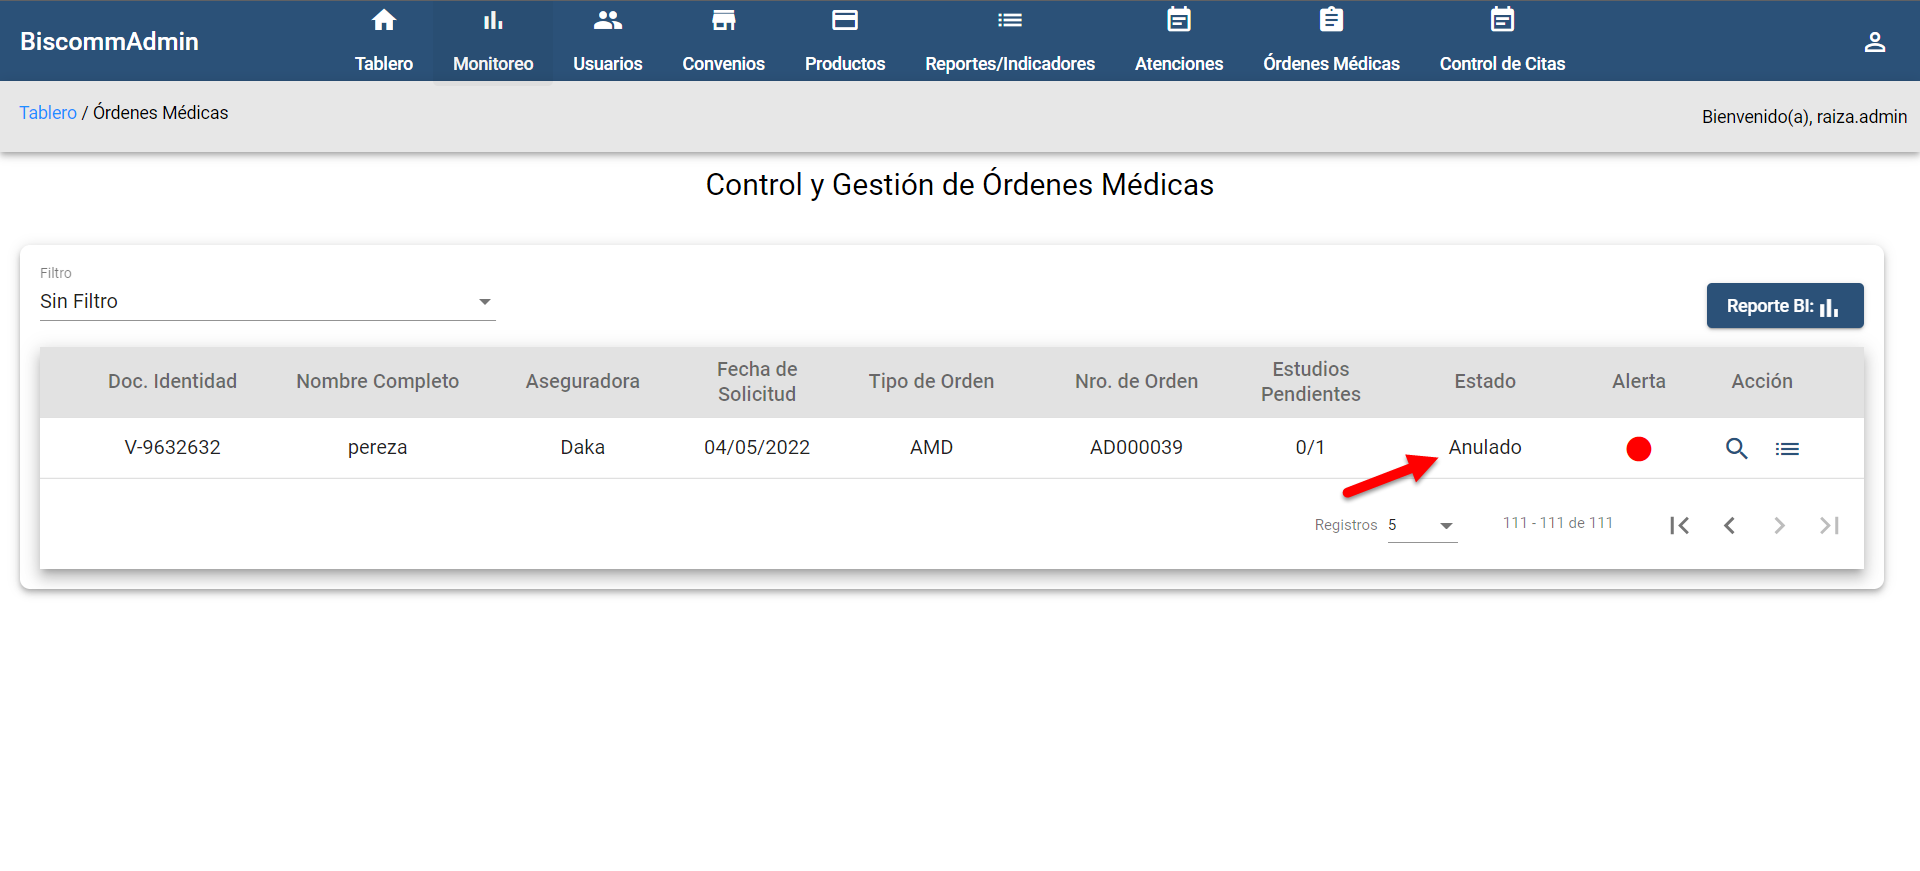 BiscommAdmin
Tablero
Monitoreo
Usuarios
Convenios
Productos
Reportes/Indicadores
Atenciones
Órdenes Médicas
Control de Citas
Tablero / Órdenes Médicas
Bienvenido(a), raiza.admin
Control y Gestión de Órdenes Médicas
Filtro
Sin Filtro
Reporte BI:
Doc. Identidad
Nombre Completo
Aseguradora
Fecha de
Solicitud
Tipo de Orden
Nro. de Orden
Estudios
Pendientes
Estado
Alerta
Acción
V-9632632
pereza
Daka
04/05/2022
AMD
AD000039
0/1
Anulado
Registros 5
111 - 111 de 111